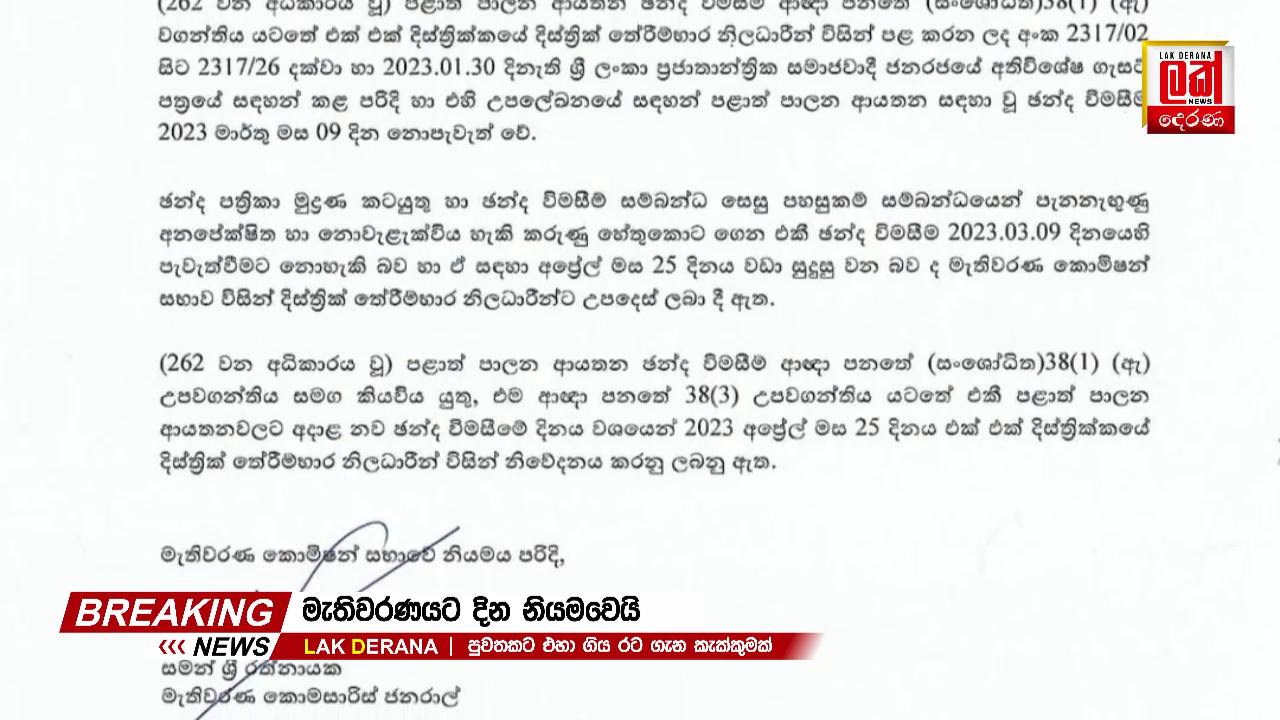 (262 වන අධිකාරය වූ) පළාත් පාලන ආයතන ඡන්ද විමසීම් ආඥා පනතේ (සංශෝධිත)38(1) (ඇ)
වගන්තිය යටතේ එක් එක් දිස්ත්‍රික්කයේ දිස්ත්‍රික් තේරීම්භාර නිලධාරීන් විසින් පළ කරන ලද අංක 2317/02
සිට 2317/26 දක්වා හා 2023.01.30 දිනැති ශ්‍රී ලංකා ප්‍රජාතාන්ත්‍රික සමාජවාදී ජනරජයේ අතිවිශේෂ ගැසට්
පත්‍රයේ සඳහන් කළ පරිදි හා එහි උපලේඛනයේ සඳහන් පළාත් පාලන ආයතන සඳහා වූ ඡන්ද විමසීම
2023 මාර්තු මස 09 දින නොපැවැත් වේ.
LAK DERANA
ලක්
NEWS
දෙරණ
ඡන්ද පත්‍රිකා මුද්‍රණ කටයුතු හා ඡන්ද විමසීම් සම්බන්ධ සෙසු පහසුකම් සම්බන්ධයෙන් පැනනැඟුණු
අනපේක්ෂිත හා නොවැළැක්විය හැකි කරුණු හේතුකොට ගෙන එකී ඡන්ද විමසීම 2023.03.09 දිනයෙහි
පැවැත්වීමට නොහැකි බව හා ඒ සඳහා අප්‍රේල් මස 25 දිනය වඩා සුදුසු වන බව ද මැතිවරණ කොමිෂන්
සභාව විසින් දිස්ත්‍රික් තේරීම්භාර නිලධාරීන්ට උපදෙස් ලබා දී ඇත.
(262 වන අධිකාරය වූ) පළාත් පාලන ආයතන ඡන්ද විමසීම් ආඥා පනතේ (සංශෝධිත)38(1) (ඇ)
උපවගන්තිය සමග කියවිය යුතු, එම ආඥා පනතේ 38(3) උපවගන්තිය යටතේ එකී පළාත් පාලන
ආයතනවලට අදාළ නව ඡන්ද විමසීමේ දිනය වශයෙන් 2023 අප්‍රේල් මස 25 දිනය එක් එක් දිස්ත්‍රික්කයේ
දිස්ත්‍රික් තේරීම්භාර නිලධාරීන් විසින් නිවේදනය කරනු ලබනු ඇත.
මැතිවරණ කොමිෂන් සභාවේ නියමය පරිදි,
BREAKING
NEWS
මැතිවරණයට දින නියමවෙයි
LAK DERANA | පුවතකට එහා ගිය රට ගැන කැක්කුමක්
සමන් ශ්‍රී රත්නායක
මැතිවරණ කොමසාරිස් ජනරාල්